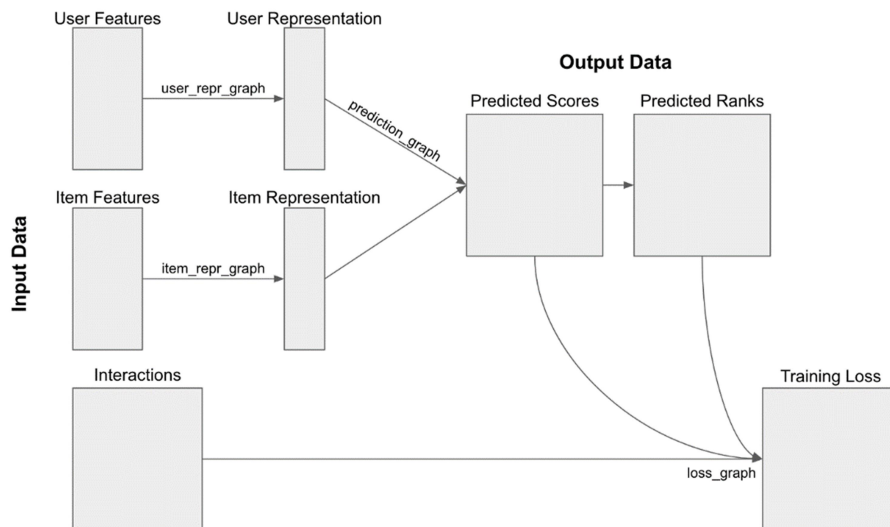 User Features
User Representation
user_repr_graph
prediction_graph
Output Data
Predicted Scores
Predicted Ranks
Input Data
Item Features
Item Representation
item_repr_graph
Interactions
Training Loss
loss_graph